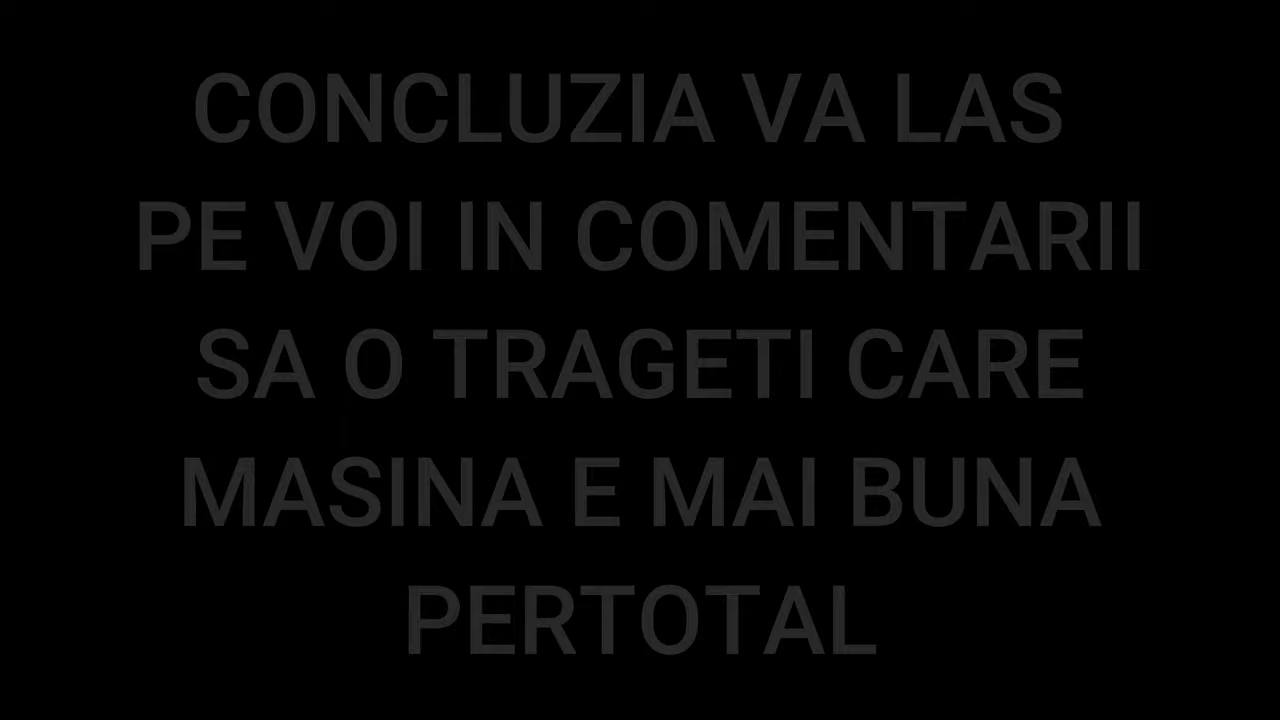 CONCLUZIA VA LAS
PE VOI IN COMENTARII
SA O TRAGETI CARE
MASINA E MAI BUNA
PERTOTAL